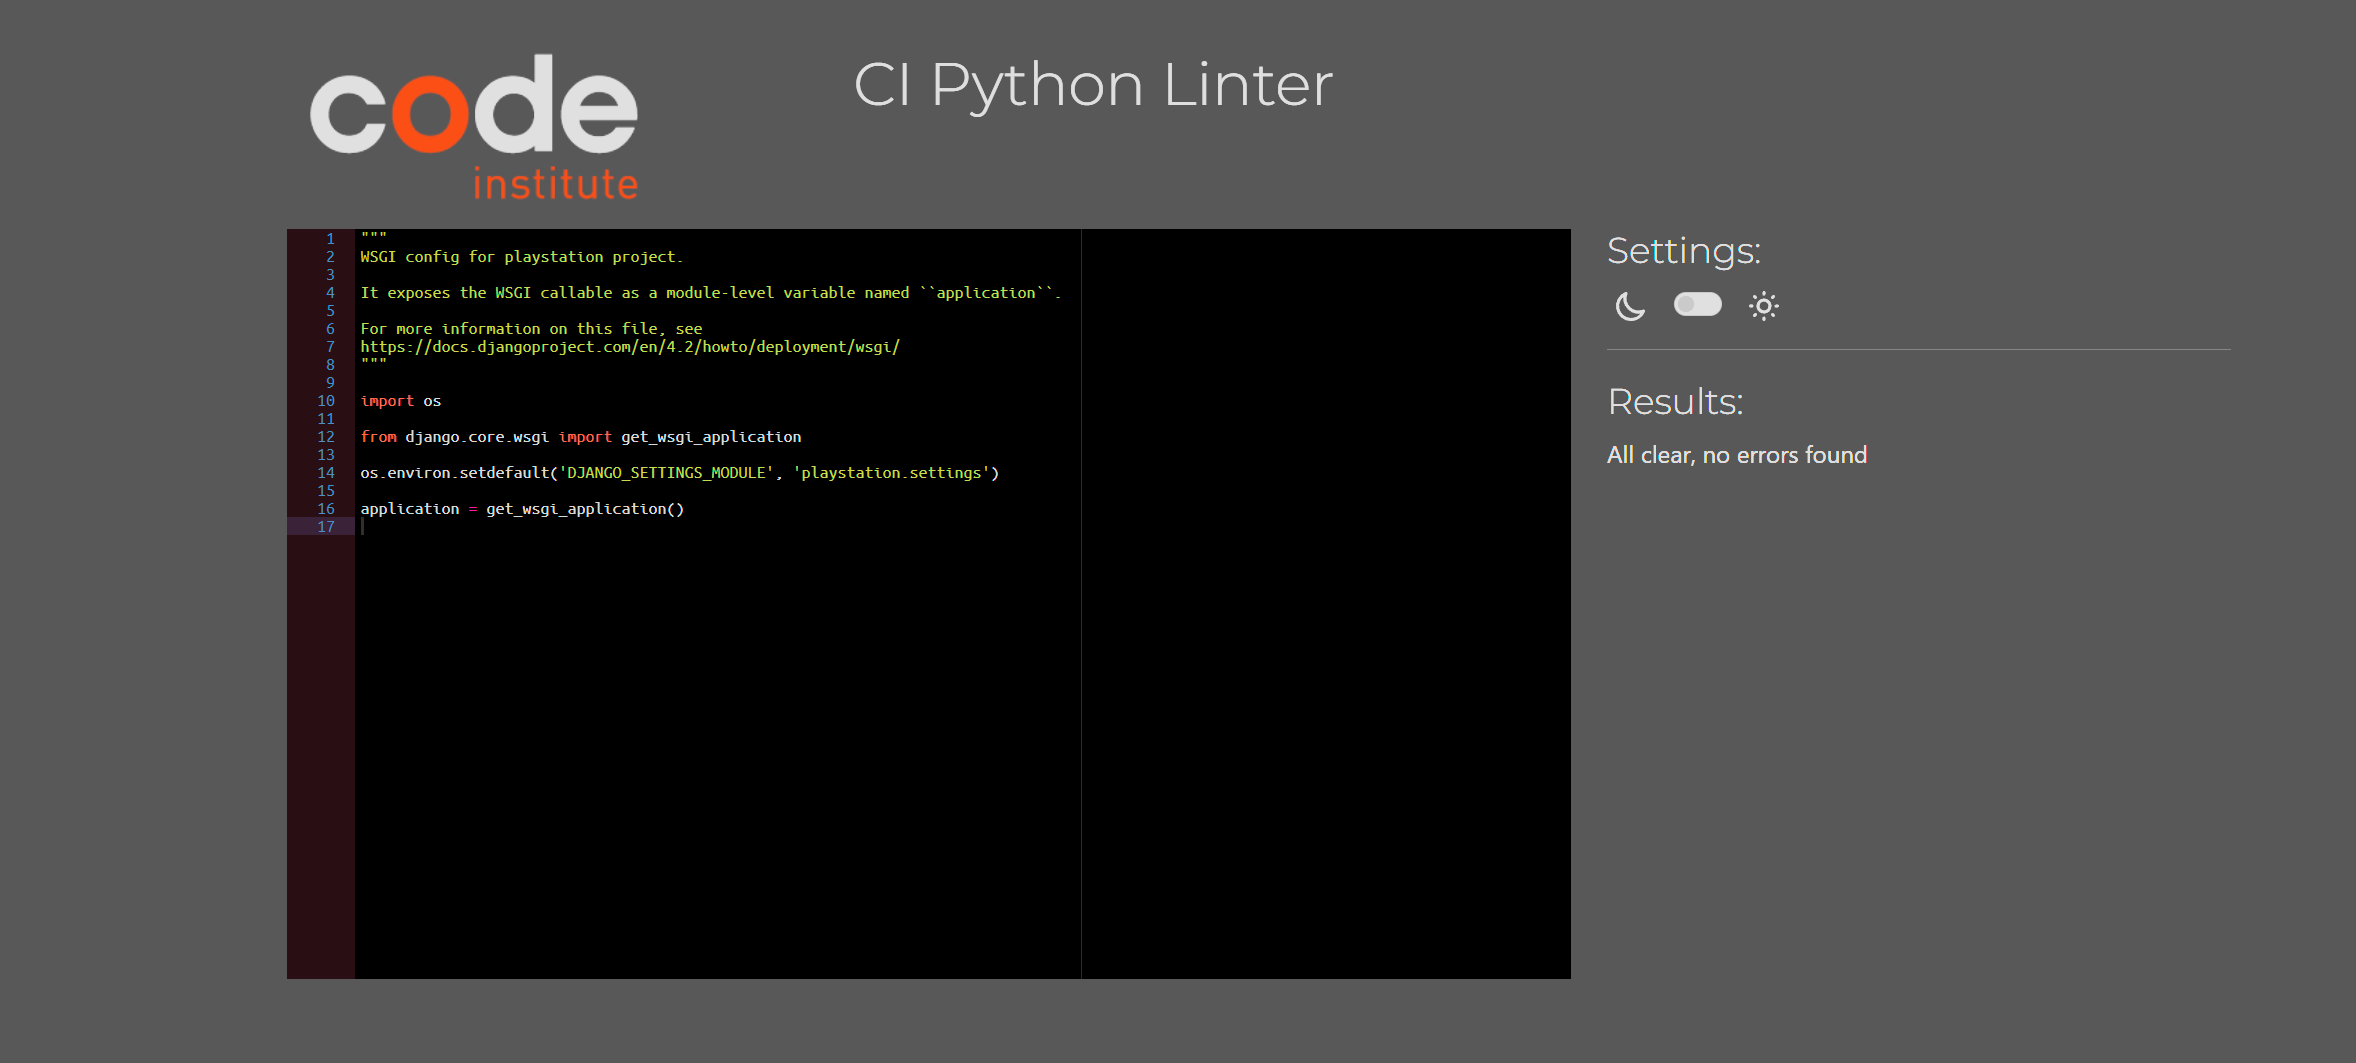 code
institute
CI Python Linter
1 """
2 WSGI config for playstation project.
3
4 It exposes the WSGI callable as a module-level variable named ``application``.
5
6 For more information on this file, see
7 https://docs.djangoproject.com/en/4.2/howto/deployment/wsgi/
8 """
9
10 import os
11
12 from django.core.wsgi import get_wsgi_application
13
14 os.environ.setdefault('DJANGO_SETTINGS_MODULE', 'playstation.settings')
15
16 application = get_wsgi_application()
17
Settings:
Results:
All clear, no errors found